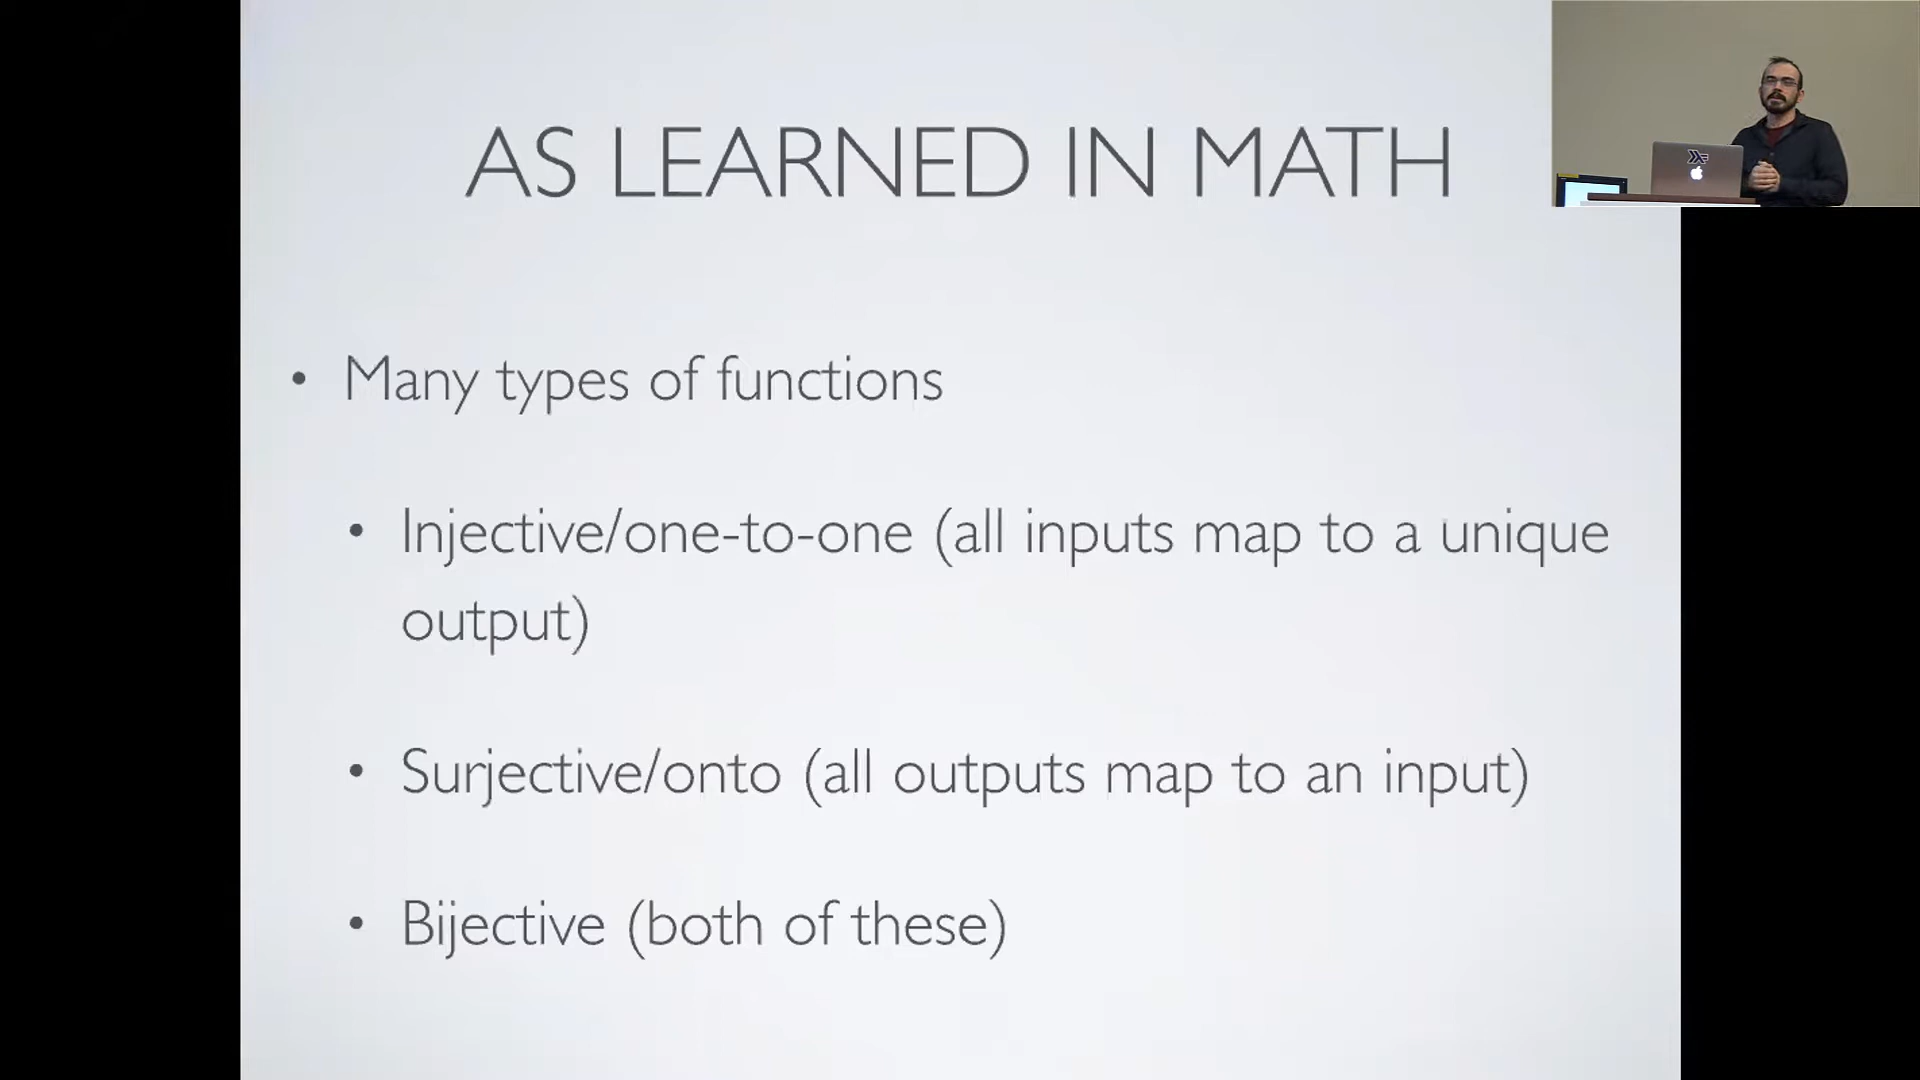 AS LEARNED IN MATH
• Many types of functions
• Injective/one-to-one (all inputs map to a unique
output)
• Surjective/onto (all outputs map to an input)
• Bijective (both of these)